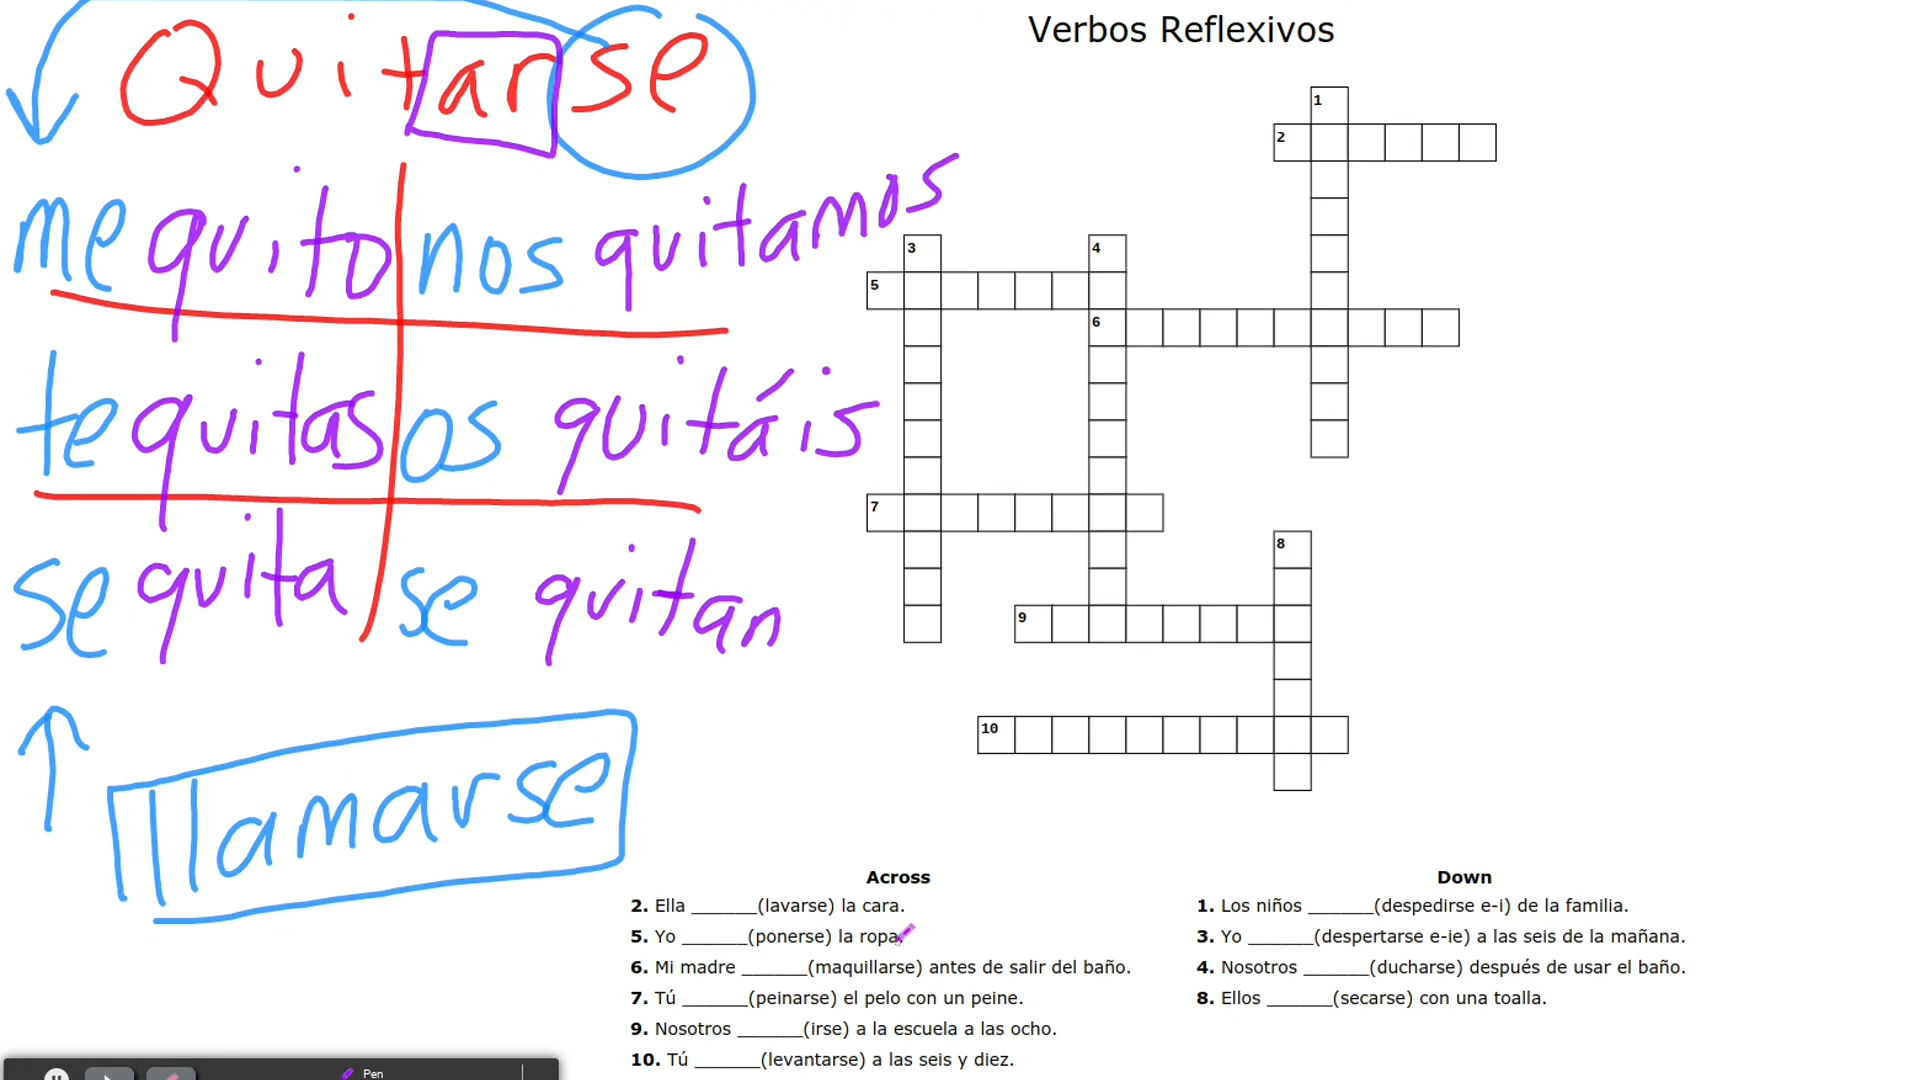 Quitarse
me quito nos quitamos
te quitas os quitáis
se quita se quitan
llamarse
Verbos Reflexivos
1
2
3 4
5
6
7
8
9
10
Across
2. Ella ______(lavarse) la cara.
5. Yo ______(ponerse) la ropa.
6. Mi madre ______(maquillarse) antes de salir del baño.
7. Tú ______(peinarse) el pelo con un peine.
9. Nosotros ______(irse) a la escuela a las ocho.
10. Tú ______(levantarse) a las seis y diez.
Down
1. Los niños ______(despedirse e-i) de la familia.
3. Yo ______(despertarse e-ie) a las seis de la mañana.
4. Nosotros ______(ducharse) después de usar el baño.
8. Ellos ______(secarse) con una toalla.
Pen